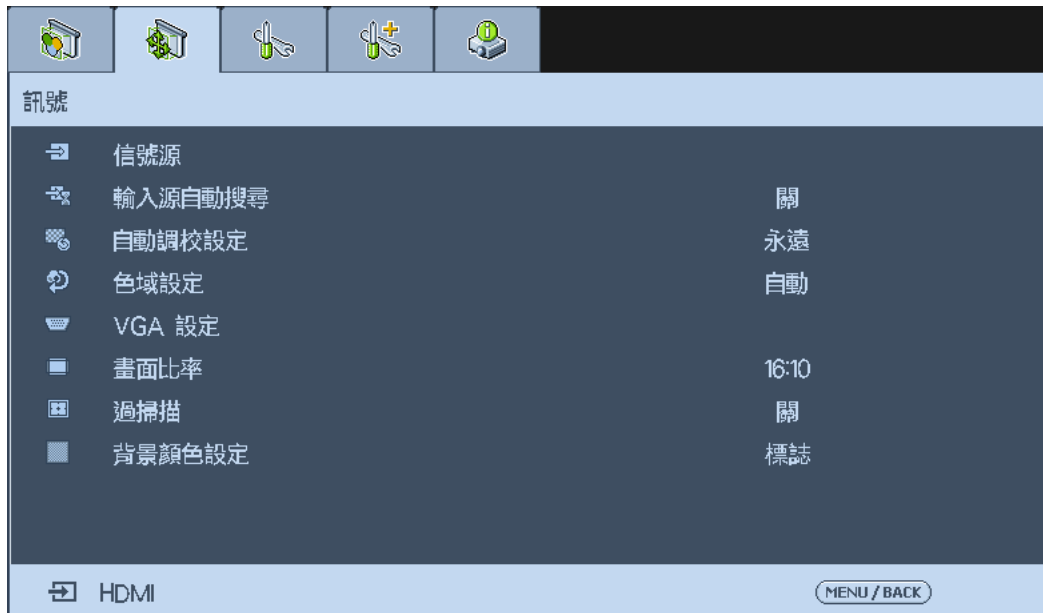 訊號
信號源
輸入源自動搜尋 關
自動調校設定 永遠
色域設定 自動
VGA 設定
畫面比率 16:10
過掃描 關
背景顏色設定 標誌
HDMI MENU / BACK